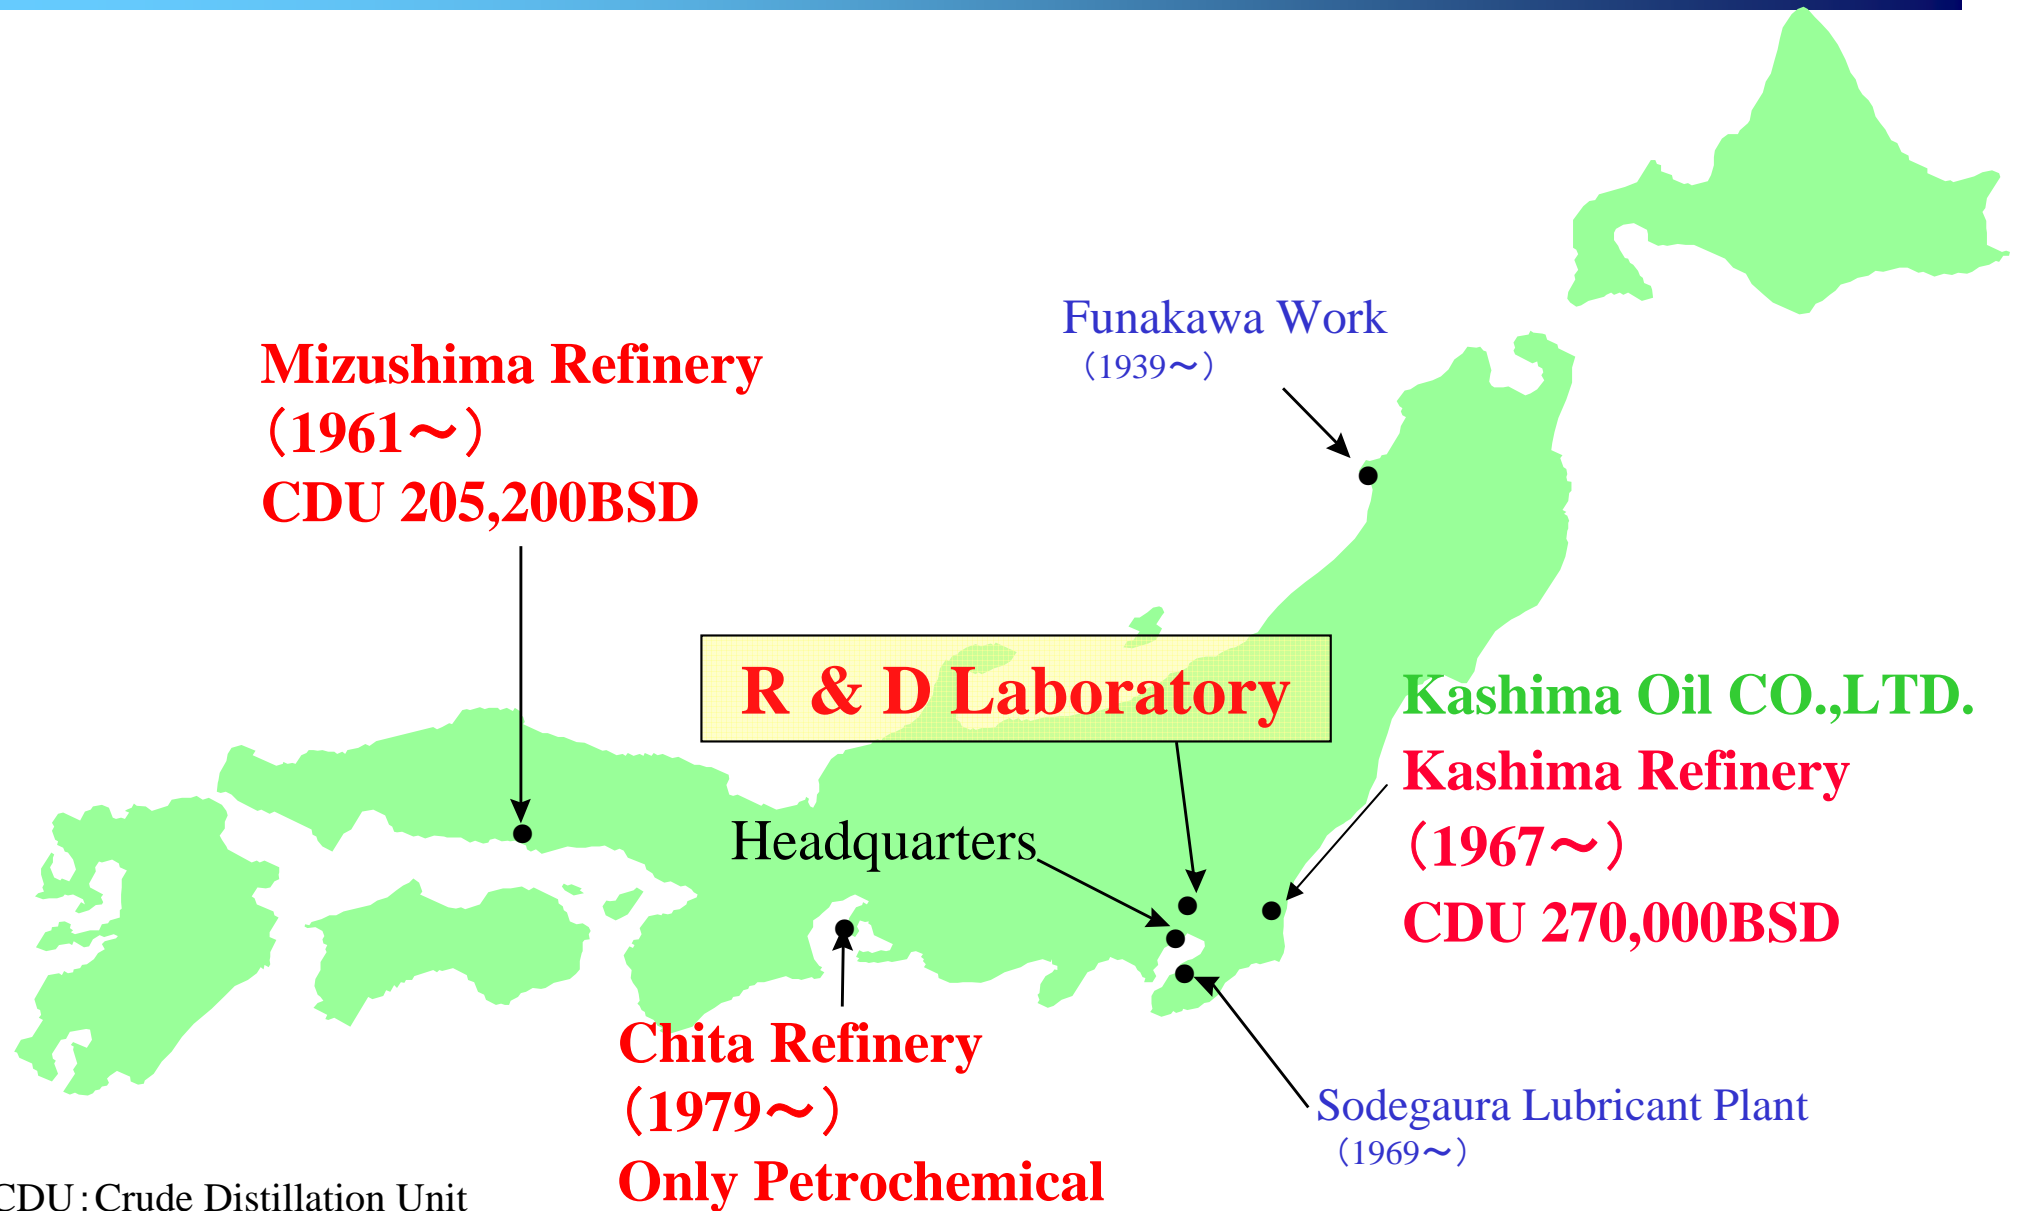 Funakawa Work
（1939～）
Mizushima Refinery
（1961～）
CDU 205,200BSD
R & D Laboratory
Kashima Oil CO.,LTD.
Kashima Refinery
（1967～）
CDU 270,000BSD
Headquarters
Chita Refinery
（1979～）
Only Petrochemical
Sodegaura Lubricant Plant
（1969～）
CDU：Crude Distillation Unit